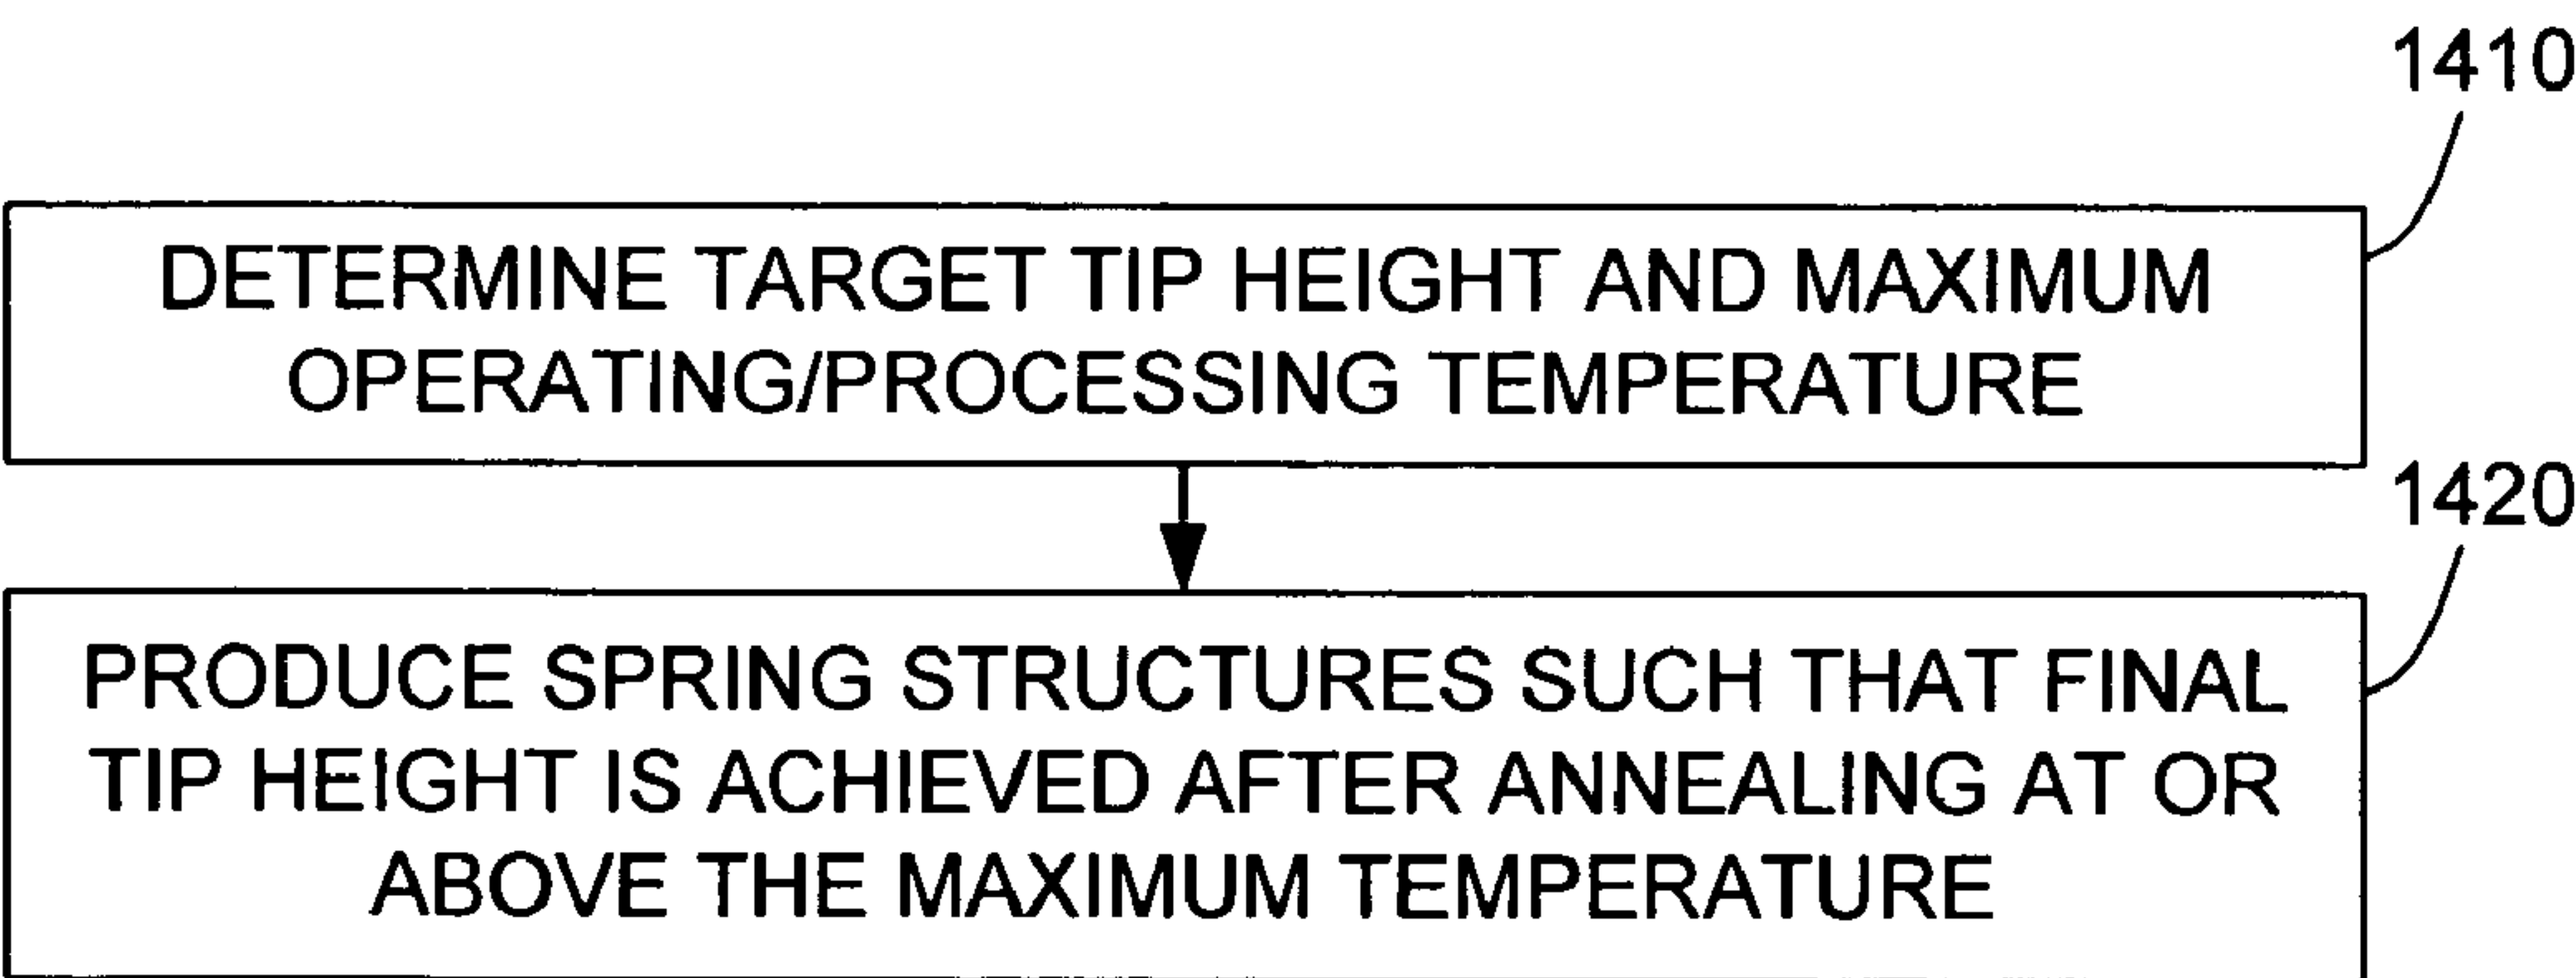 1410
DETERMINE TARGET TIP HEIGHT AND MAXIMUM
OPERATING/PROCESSING TEMPERATURE
1420
PRODUCE SPRING STRUCTURES SUCH THAT FINAL
TIP HEIGHT IS ACHIEVED AFTER ANNEALING AT OR
ABOVE THE MAXIMUM TEMPERATURE